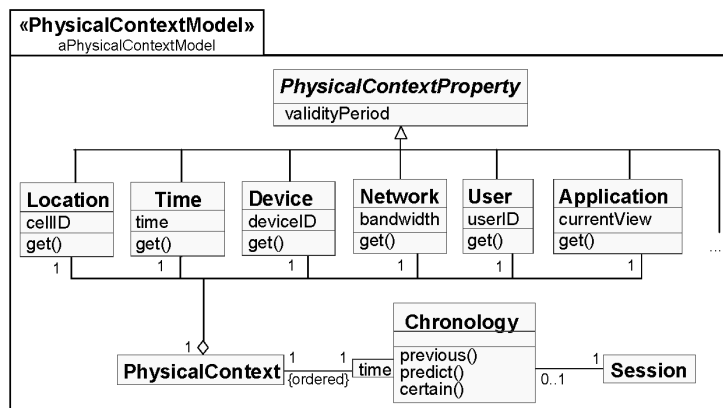 «PhysicalContextModel»
aPhysicalContextModel
PhysicalContextProperty
validityPeriod
Location
cellID
get()
1
Time
time
get()
1
Device
deviceID
get()
1
Network
bandwidth
get()
1
User
userID
get()
1
Application
currentView
get()
1
...
1
PhysicalContext
1
{ordered}
1
time
Chronology
previous()
predict()
certain()
0..1
1
Session